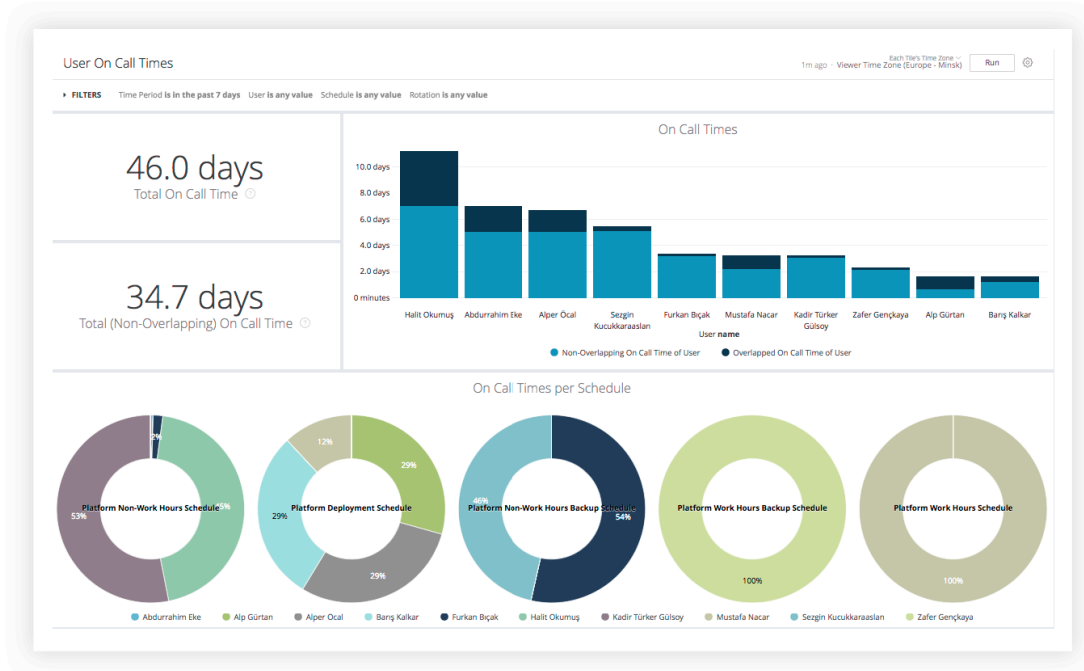 User On Call Times
Each Tile's Time Zone
1m ago · Viewer Time Zone (Europe - Minsk)
Run
FILTERS Time Period is in the past 7 days User is any value Schedule is any value Rotation is any value
46.0 days
Total On Call Time
34.7 days
Total (Non-Overlapping) On Call Time
On Call Times
10.0 days
8.0 days
6.0 days
4.0 days
2.0 days
0 minutes
Halit Okumuş Abdurrahim Eke Alper Öcal Sezgin Kucukkaraaslan Furkan Bıçak Mustafa Nacar Kadir Türker Gülsoy Zafer Gençkaya Alp Gürtan Barış Kalkar
User name
Non-Overlapping On Call Time of User Overlapped On Call Time of User
On Call Times per Schedule
2%
53%
Platform Non-Work Hours Schedule
12%
29%
29%
Platform Deployment Schedule
29%
46%
Platform Non-Work Hours Backup Schedule
54%
Platform Work Hours Backup Schedule
100%
Platform Work Hours Schedule
100%
Abdurrahim Eke Alp Gürtan Alper Ocal Barış Kalkar Furkan Bıçak Halit Okumuş Kadir Türker Gülsoy Mustafa Nacar Sezgin Kucukkaraaslan Zafer Gençkaya